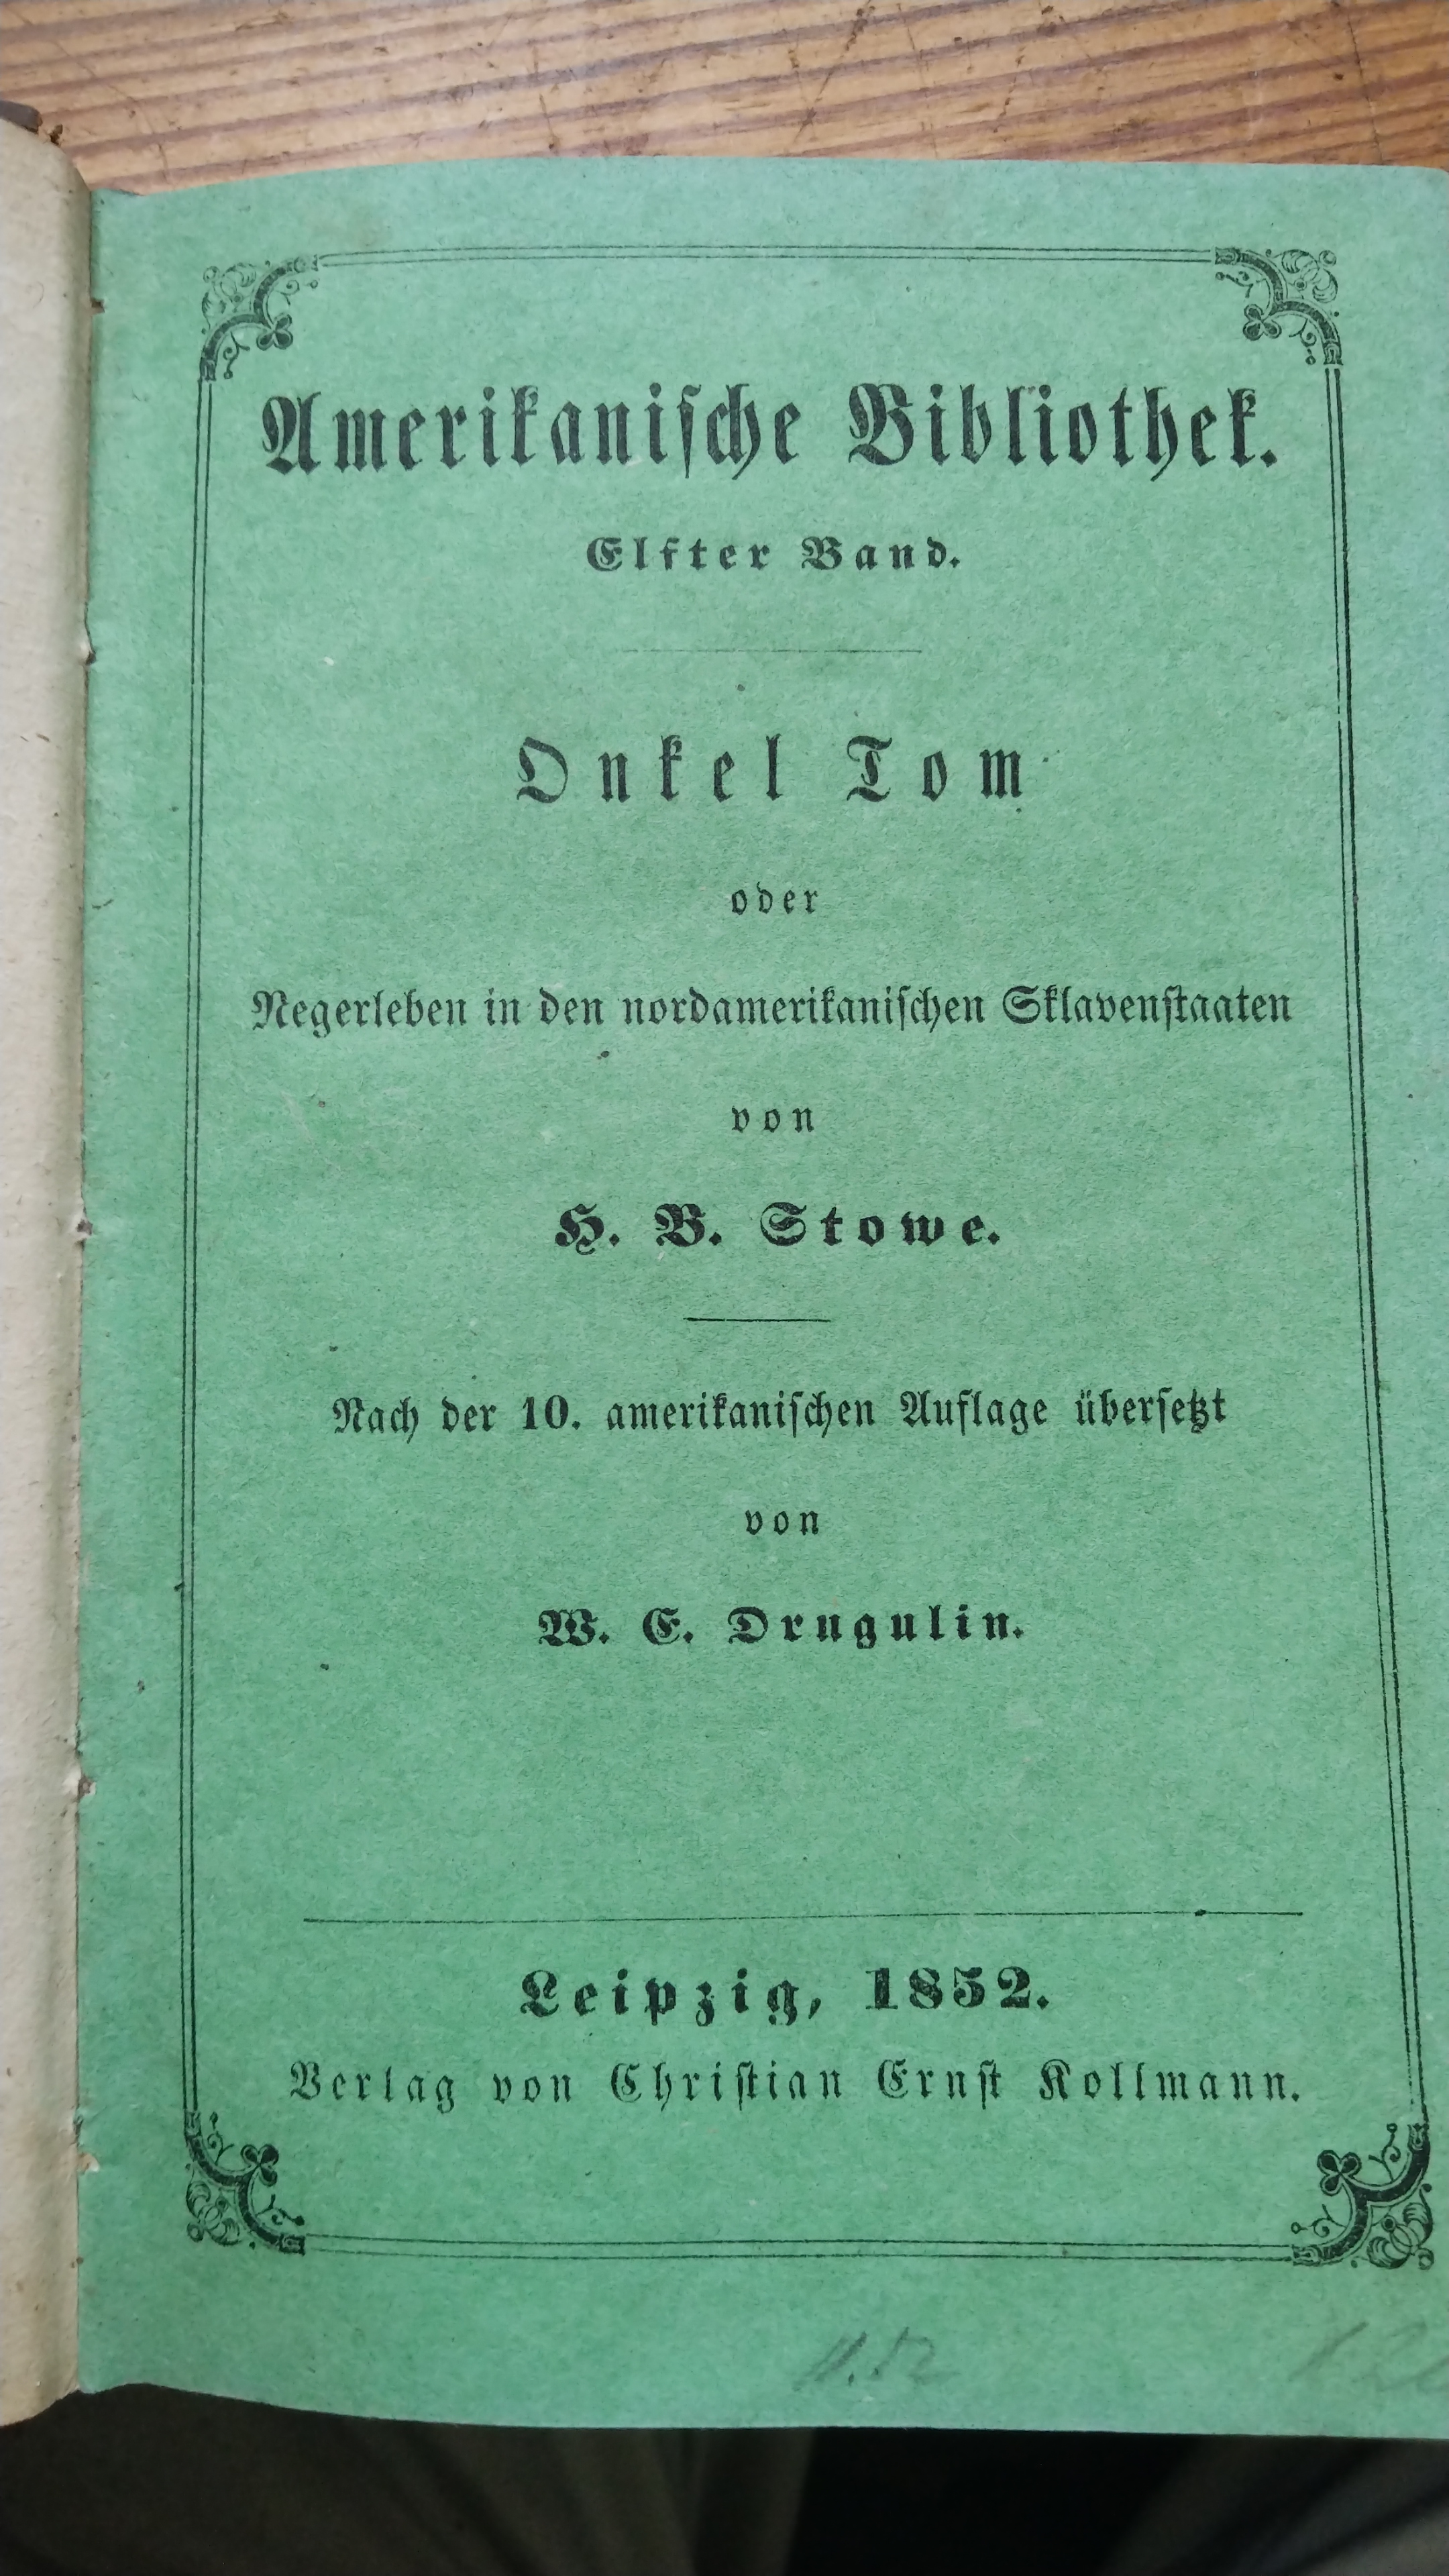 Amerikanische Bibliothek.
Elfter Band.
Onkel Tom
oder
Negerleben in den nordamerikanischen Sklavenstaaten
von
H. B. Stowe.
Nach der 10. amerikanischen Auflage übersetzt
von
W. E. Drugulin.
Leipzig, 1852.
Verlag von Christian Ernst Kollmann.